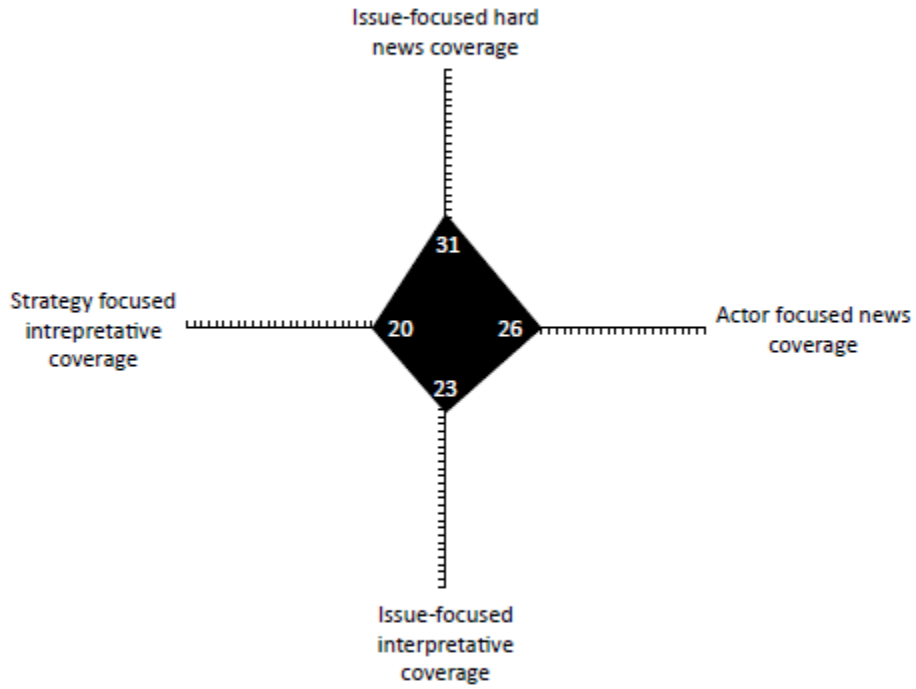 Issue-focused hard
news coverage
31
Strategy focused
intrepretative
coverage
20
26
Actor focused news
coverage
23
Issue-focused
interpretative
coverage